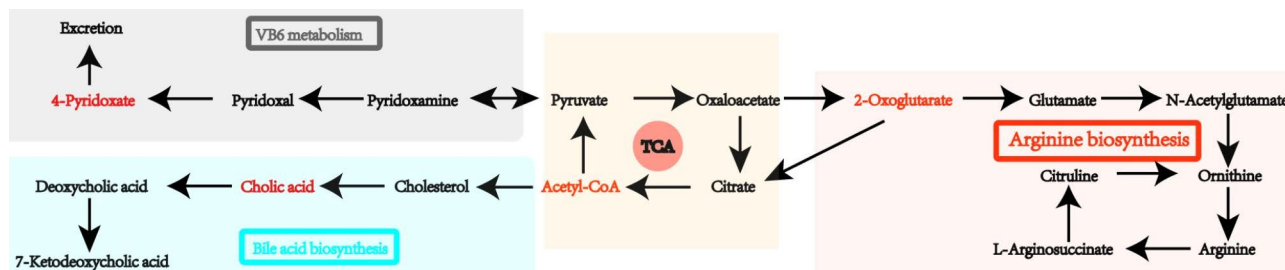 Excretion
VB6 metabolism
4-Pyridoxate
Pyridoxal
Pyridoxamine
Pyruvate
Oxaloacetate
2-Oxoglutarate
Glutamate
N-Acetylglutamate
TCA
Arginine biosynthesis
Deoxycholic acid
Cholic acid
Cholesterol
Acetyl-CoA
Citrate
Citruline
Ornithine
Bile acid biosynthesis
7-Ketodeoxycholic acid
L-Arginosuccinate
Arginine